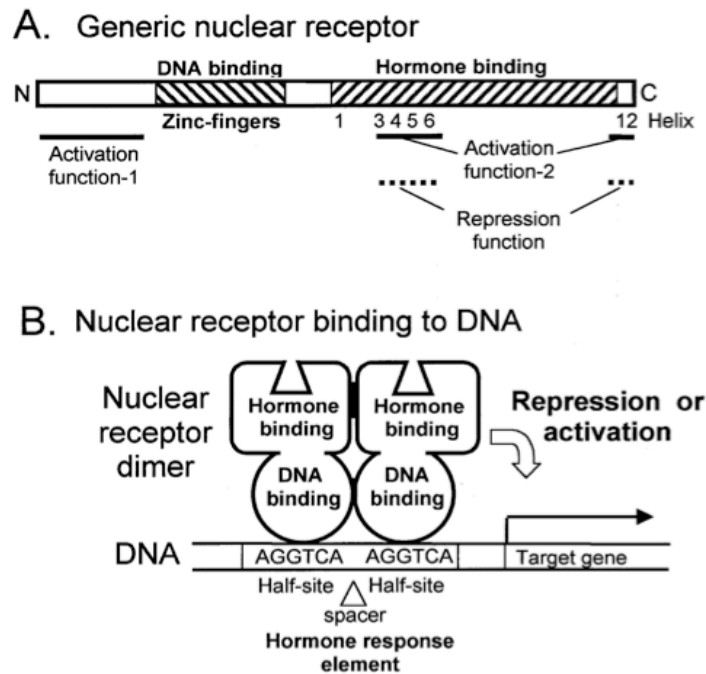 A. Generic nuclear receptor
DNA binding Hormone binding
N C
Zinc-fingers 1 3 4 5 6 12 Helix
Activation
function-1
Activation
function-2
Repression
function
B. Nuclear receptor binding to DNA
Nuclear
receptor
dimer
Hormone
binding
Hormone
binding
DNA
binding
DNA
binding
Repression or
activation
DNA AGGTCA AGGTCA Target gene
Half-site Half-site
spacer
Hormone response
element